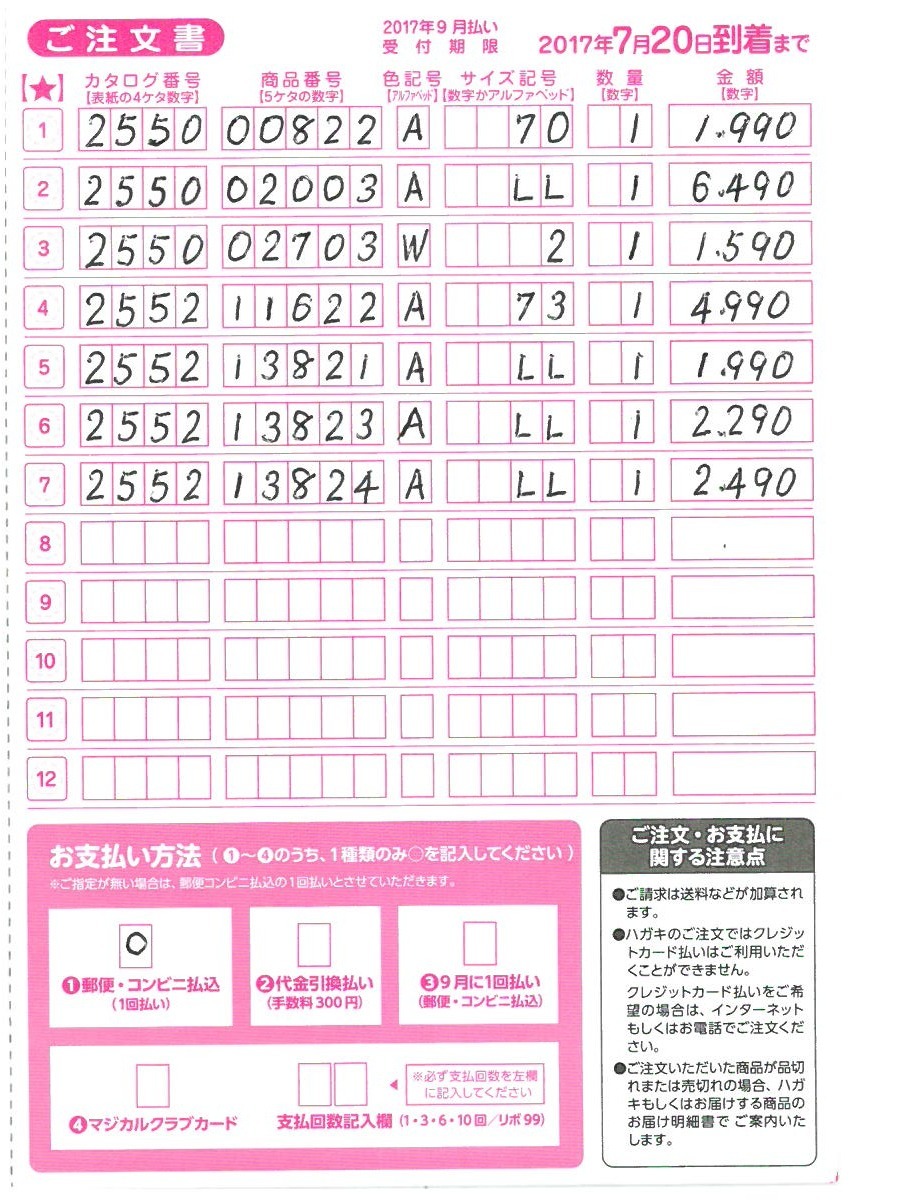 ご注文書
2017年9月払い
受付期限
2017年7月20日到着まで
【★】 カタログ番号 商品番号 色記号 サイズ記号 数量 金額
【表紙の4ケタ数字】 【5ケタの数字】 【アルファベット】 【数字かアルファベット】 【数字】 【数字】
1 2550 00822 A 70 1 1.990
2 2550 02003 A LL 1 6.490
3 2550 02703 W 2 1 1.590
4 2552 11622 A 73 1 4.990
5 2552 13821 A LL 1 1.990
6 2552 13823 A LL 1 2.290
7 2552 13824 A LL 1 2.490
8
9
10
11
12
お支払い方法 (❶〜❹のうち、1種類のみ○を記入してください)
※ご指定が無い場合は、郵便コンビニ払込の1回払いとさせていただきます。
○
❶郵便・コンビニ払込
(1回払い)
❷代金引換払い
(手数料300円)
❸9月に1回払い
(郵便・コンビニ払込)
❹マジカルクラブカード
※必ず支払回数を左欄
に記入してください
支払回数記入欄 (1・3・6・10回/リボ99)
ご注文・お支払に
関する注意点
●ご請求は送料などが加算され
ます。
●ハガキのご注文ではクレジッ
トカード払いはご利用いただ
くことができません。
クレジットカード払いをご希
望の場合は、インターネット
もしくはお電話でご注文くだ
さい。
●ご注文いただいた商品が品切
れまたは売切れの場合、ハガ
キもしくはお届けする商品の
お届け明細書で ご案内いた
します。